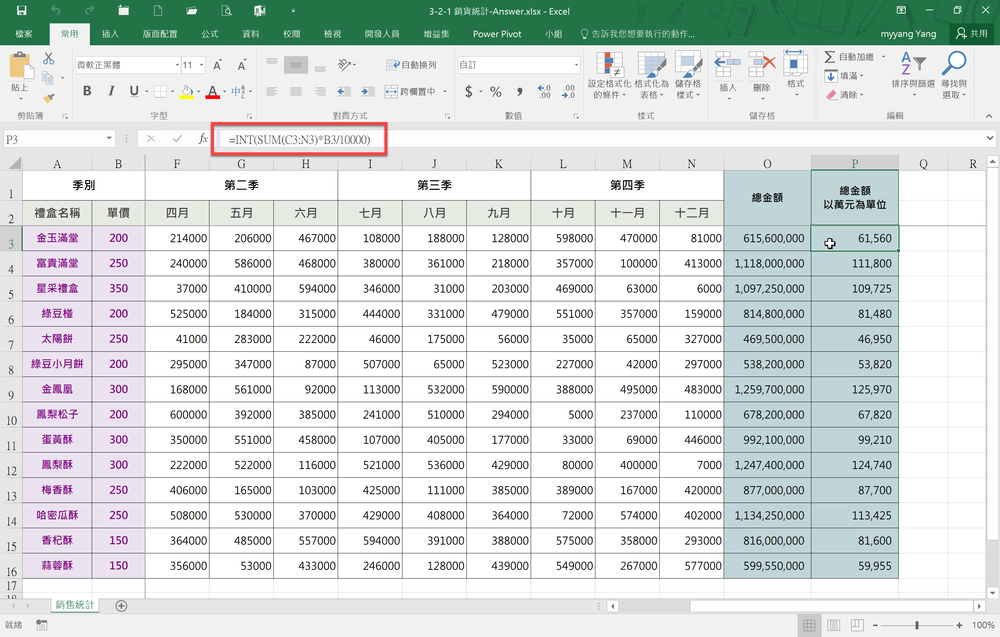 3-2-1 銷貨統計-Answer.xlsx - Excel
檔案 常用 插入 版面配置 公式 資料 校閱 檢視 開發人員 增益集 Power Pivot 小組 告訴我您想要執行的動作... myyang Yang 共用
微軟正黑體 11 自動換列 自訂 自動加總
貼上 B I U A 中 跨欄置中 $ % 設定格式化的條件 格式化為表格 儲存格樣式 插入 刪除 格式 填滿 清除 排序與篩選 尋找與選取
剪貼簿 字型 對齊方式 數值 樣式 儲存格 編輯
P3 fx =INT(SUM(C3:N3)*B3/10000)
A B F G H I J K L M N O P Q R
1 季別 第二季 第三季 第四季 總金額 總金額
以萬元為單位
2 禮盒名稱 單價 四月 五月 六月 七月 八月 九月 十月 十一月 十二月
3 金玉滿堂 200 214000 206000 467000 108000 188000 128000 598000 470000 81000 615,600,000 61,560
4 富貴滿堂 250 240000 586000 468000 380000 361000 218000 357000 100000 413000 1,118,000,000 111,800
5 星采禮盒 350 37000 410000 594000 346000 31000 203000 469000 63000 6000 1,097,250,000 109,725
6 綠豆椪 200 525000 184000 315000 444000 331000 479000 551000 357000 159000 814,800,000 81,480
7 太陽餅 250 41000 283000 222000 46000 175000 56000 35000 65000 327000 469,500,000 46,950
8 綠豆小月餅 200 295000 347000 87000 507000 65000 523000 227000 42000 297000 538,200,000 53,820
9 金鳳凰 300 168000 561000 92000 113000 532000 590000 388000 495000 483000 1,259,700,000 125,970
10 鳳梨松子 200 600000 392000 385000 241000 510000 294000 5000 237000 110000 678,200,000 67,820
11 蛋黃酥 300 350000 551000 458000 107000 405000 177000 33000 69000 446000 992,100,000 99,210
12 鳳梨酥 300 222000 522000 116000 521000 536000 429000 80000 400000 7000 1,247,400,000 124,740
13 梅香酥 250 406000 165000 103000 425000 111000 385000 389000 167000 420000 877,000,000 87,700
14 哈密瓜酥 250 508000 530000 370000 429000 408000 364000 72000 574000 402000 1,134,250,000 113,425
15 香杞酥 150 364000 485000 557000 594000 391000 388000 575000 358000 293000 816,000,000 81,600
16 蒜蓉酥 150 356000 53000 433000 246000 128000 439000 549000 267000 577000 599,550,000 59,955
17
18
銷售統計
就緒 100%